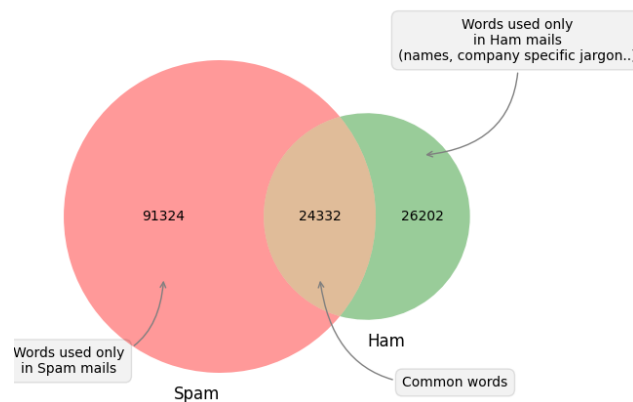 Words used only
in Ham mails
(names, company specific jargon..)
91324
24332
26202
Words used only
in Spam mails
Ham
Common words
Spam